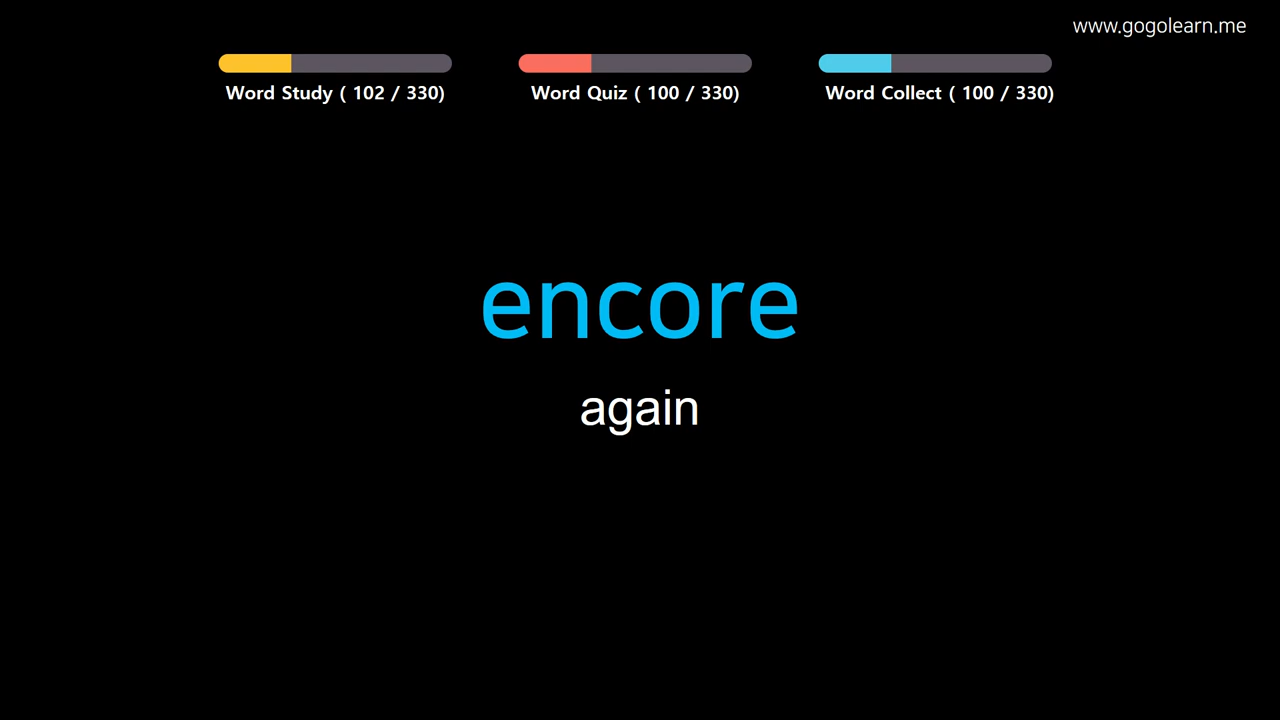 www.gogolearn.me
Word Study ( 102 / 330)
Word Quiz ( 100 / 330)
Word Collect ( 100 / 330)
encore
again